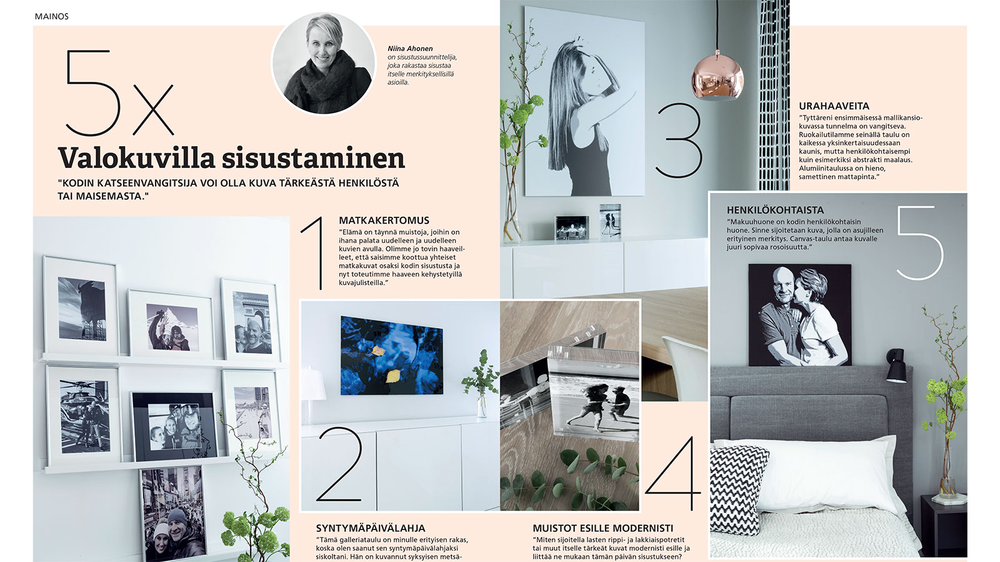 MAINOS
5x
Valokuvilla sisustaminen
"KODIN KATSEENVANGITSIJA VOI OLLA KUVA TÄRKEÄSTÄ HENKILÖSTÄ
TAI MAISEMASTA."
Niina Ahonen
on sisustussuunnittelija,
joka rakastaa sisustaa
itselle merkityksellisillä
asioilla.
1
MATKAKERTOMUS
”Elämä on täynnä muistoja, joihin on
ihana palata uudelleen ja uudelleen
kuvien avulla. Olimme jo tovin haaveil-
leet, että saisimme koottua yhteiset
matkakuvat osaksi kodin sisustusta ja
nyt toteutimme haaveen kehystetyillä
kuvajulisteilla.”
2
SYNTYMÄPÄIVÄLAHJA
”Tämä galleriataulu on minulle erityisen rakas,
koska olen saanut sen syntymäpäivälahjaksi
siskoltani. Hän on kuvannut syksyisen metsä-
3
URAHAAVEITA
”Tyttäreni ensimmäisessä mallikansio-
kuvassa tunnelma on vangitseva.
Ruokailutilamme seinällä taulu on
kaikessa yksinkertaisuudessaan
kaunis, mutta henkilökohtaisempi
kuin esimerkiksi abstrakti maalaus.
Alumiinitaulussa on hieno,
samettinen mattapinta.”
4
MUISTOT ESILLE MODERNISTI
”Miten sijoitella lasten rippi- ja lakkiaispotretit
tai muut itselle tärkeät kuvat modernisti esille ja
liittää ne mukaan tämän päivän sisustukseen?
5
HENKILÖKOHTAISTA
”Makuuhuone on kodin henkilökohtaisin
huone. Sinne sijoitetaan kuva, jolla on asujilleen
erityinen merkitys. Canvas-taulu antaa kuvalle
juuri sopivaa rosoisuutta.”